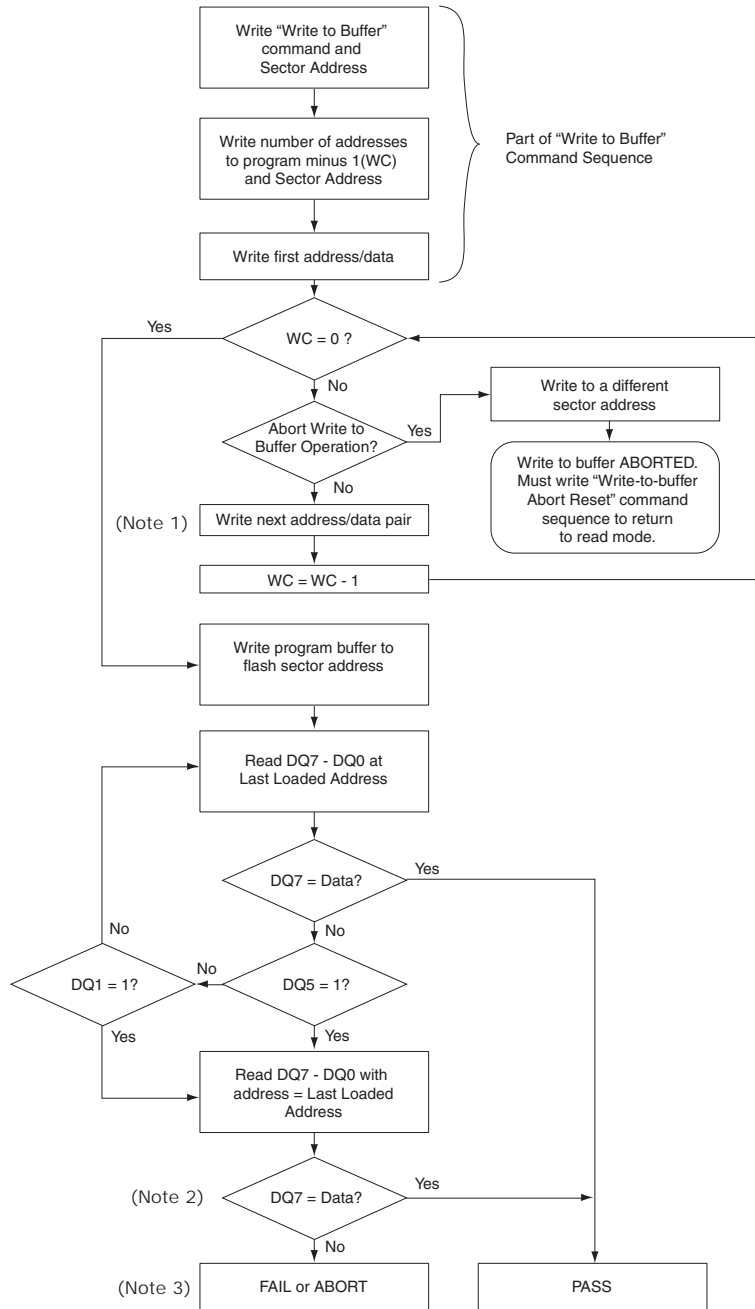 Write “Write to Buffer”
command and
Sector Address
Write number of addresses
to program minus 1(WC)
and Sector Address
Part of “Write to Buffer”
Command Sequence
Write first address/data
Yes
WC = 0 ?
No
Write to a different
sector address
Abort Write to
Buffer Operation?
Yes
Write to buffer ABORTED.
Must write “Write-to-buffer
Abort Reset” command
sequence to return
to read mode.
No
(Note 1)
Write next address/data pair
WC = WC - 1
Write program buffer to
flash sector address
Read DQ7 - DQ0 at
Last Loaded Address
DQ7 = Data?
Yes
No
No
DQ1 = 1?
No
DQ5 = 1?
Yes
Yes
Read DQ7 - DQ0 with
address = Last Loaded
Address
(Note 2)
DQ7 = Data?
Yes
No
(Note 3)
FAIL or ABORT
PASS